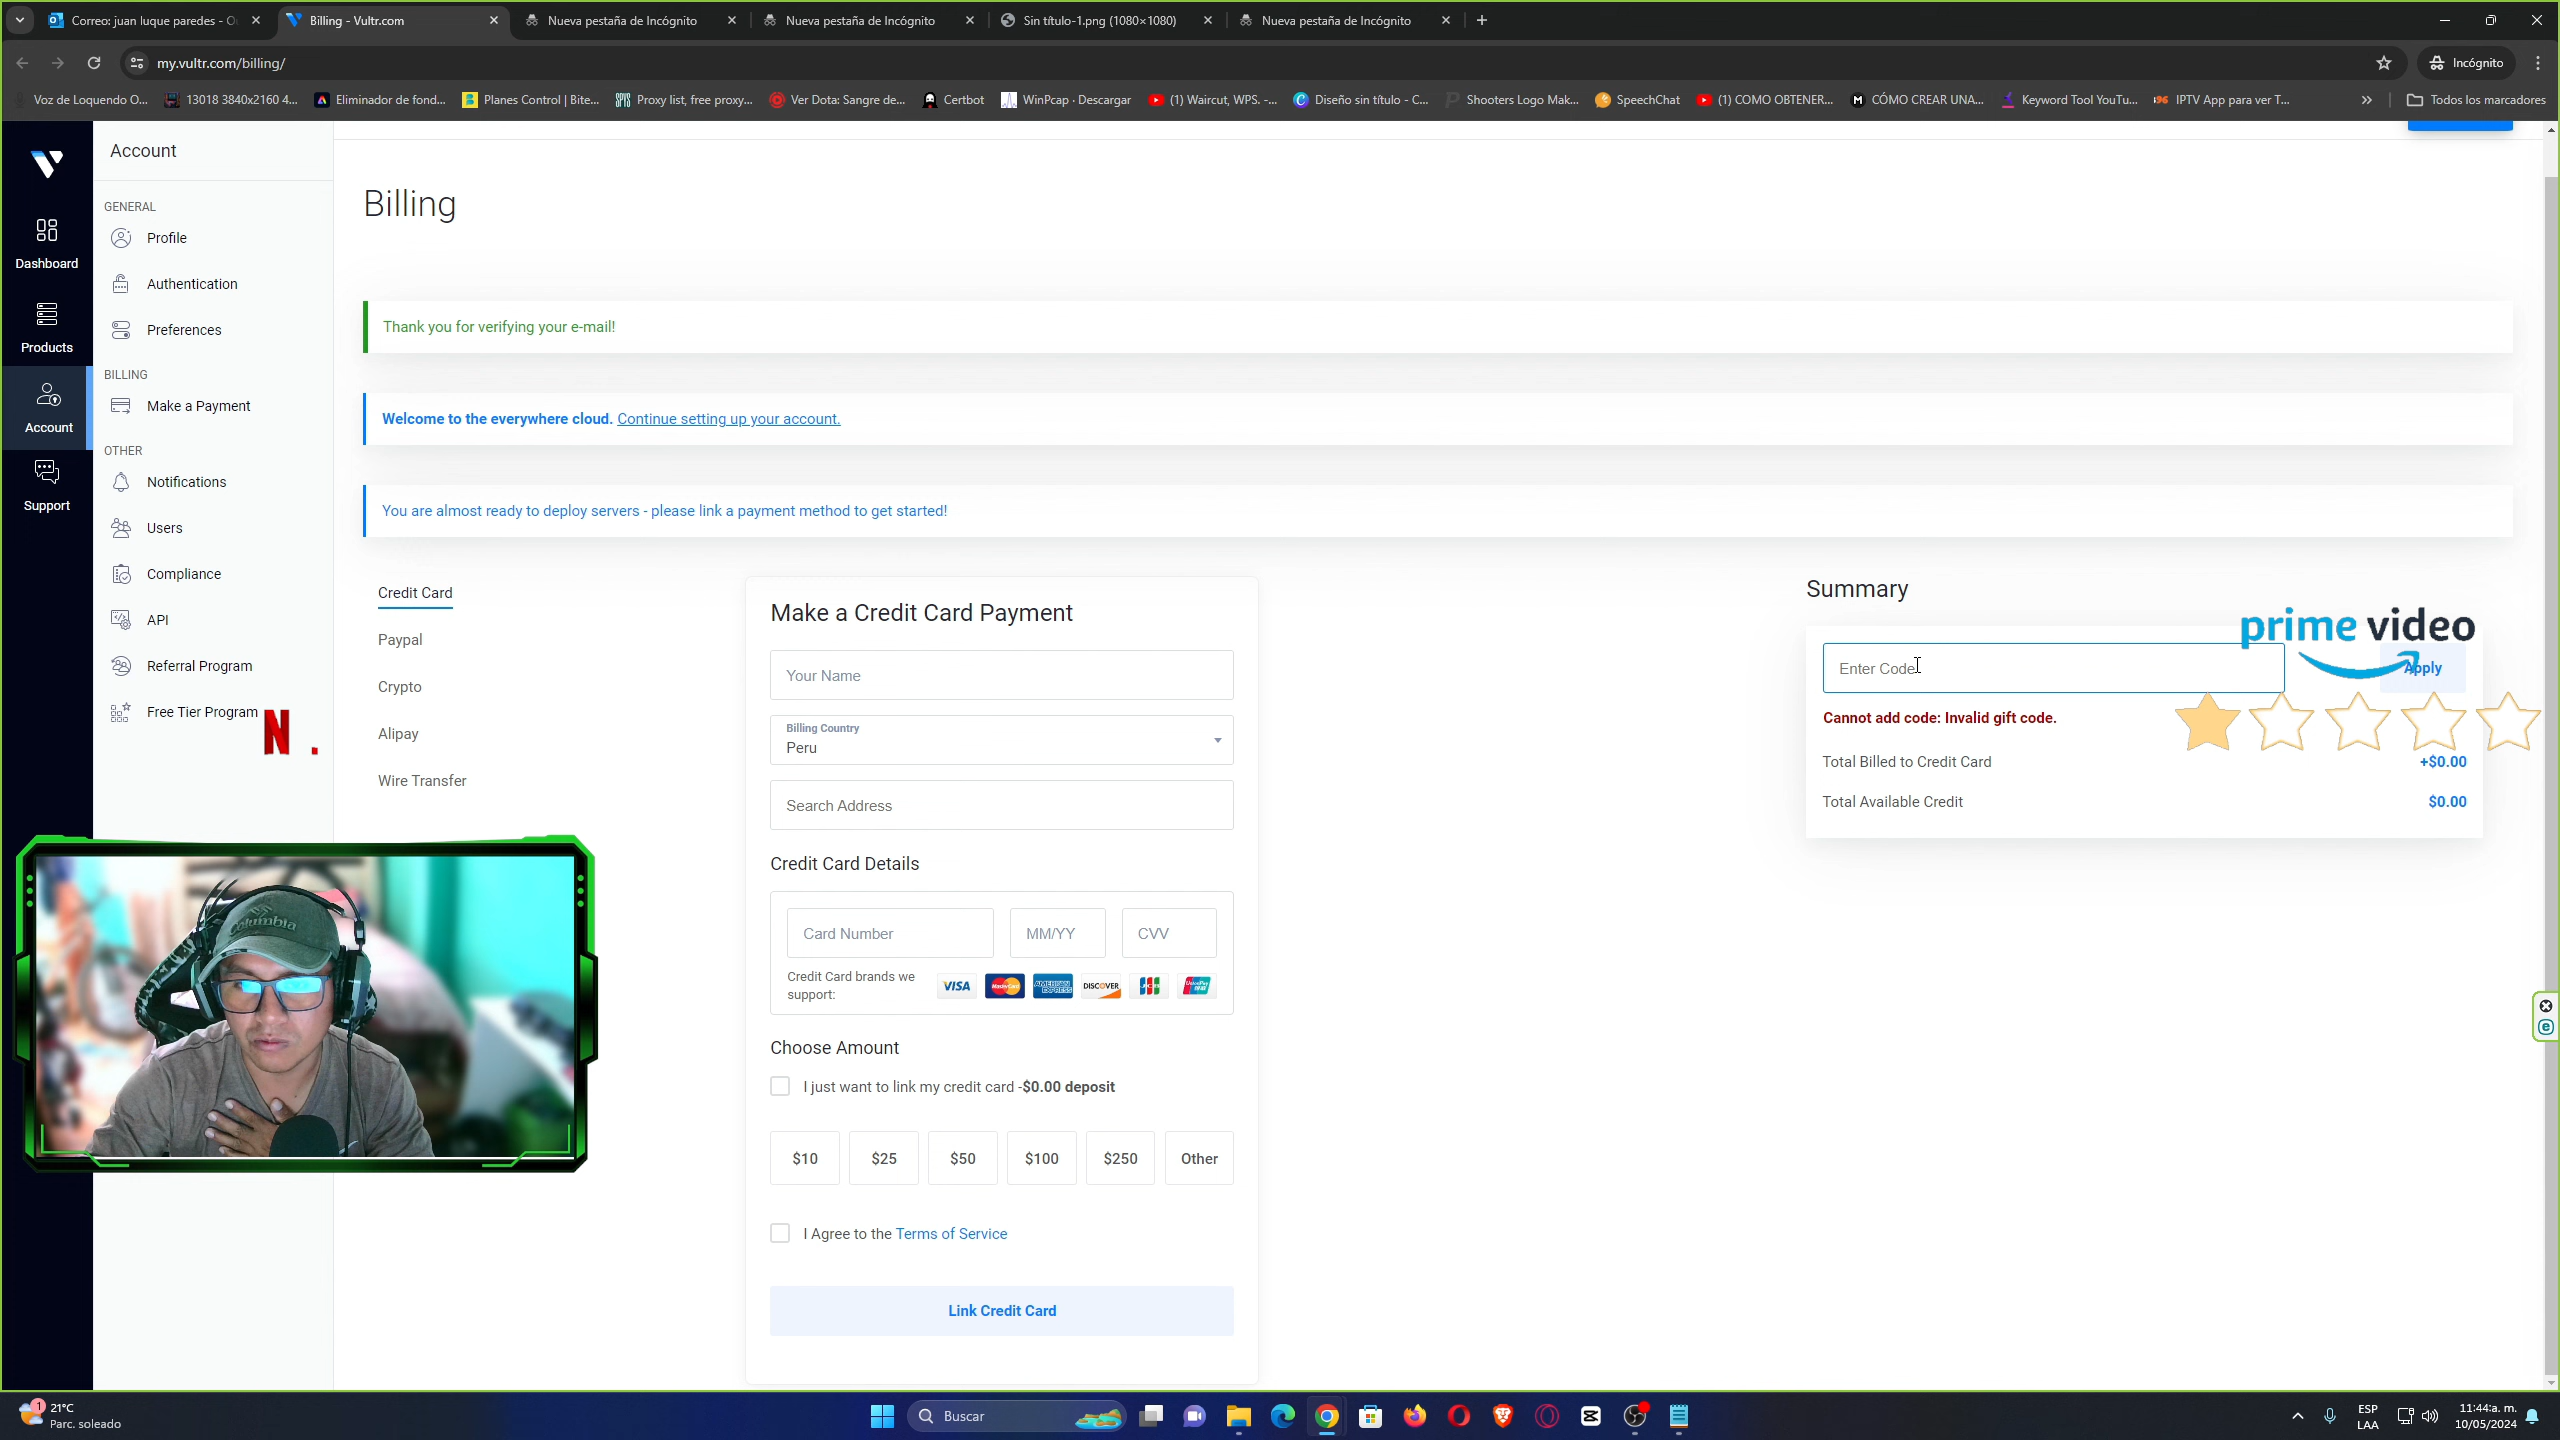 Correo: juan luque paredes - O
Billing - Vultr.com
Nueva pestaña de Incógnito
Nueva pestaña de Incógnito
Sin título-1.png (1080×1080)
Nueva pestaña de Incógnito
my.vultr.com/billing/
Incógnito
Voz de Loquendo O...
13018 3840x2160 4...
Eliminador de fond...
Planes Control | Bite...
Proxy list, free proxy...
Ver Dota: Sangre de...
Certbot
WinPcap · Descargar
(1) Waircut, WPS. -...
Diseño sin título - C...
Shooters Logo Mak...
SpeechChat
(1) COMO OBTENER...
CÓMO CREAR UNA...
Keyword Tool YouTu...
IPTV App para ver T...
Todos los marcadores
Dashboard
Products
Account
Support
Account
GENERAL
Profile
Authentication
Preferences
BILLING
Make a Payment
OTHER
Notifications
Users
Compliance
API
Referral Program
Free Tier Program
N .
Billing
Thank you for verifying your e-mail!
Welcome to the everywhere cloud. Continue setting up your account.
You are almost ready to deploy servers - please link a payment method to get started!
Credit Card
Paypal
Crypto
Alipay
Wire Transfer
Make a Credit Card Payment
Your Name
Billing Country
Peru
Search Address
Credit Card Details
Card Number
MM/YY
CVV
Credit Card brands we
support:
VISA
MasterCard
AMERICAN EXPRESS
DISCOVER
JCB
UnionPay
Choose Amount
I just want to link my credit card -$0.00 deposit
$10
$25
$50
$100
$250
Other
I Agree to the Terms of Service
Link Credit Card
Summary
prime video
Enter Code
Apply
Cannot add code: Invalid gift code.
Total Billed to Credit Card
+$0.00
Total Available Credit
$0.00
Columbia
1
21°C
Parc. soleado
Buscar
ESP
LAA
11:44:a. m.
10/05/2024